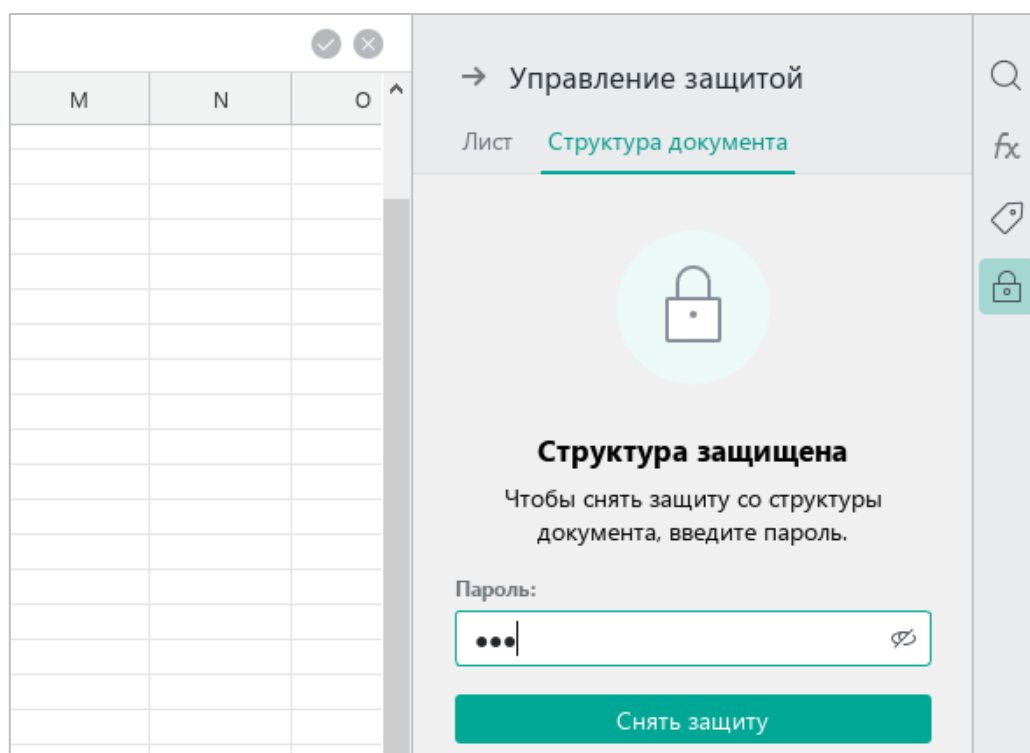 M N O
→ Управление защитой
Лист Структура документа
fx
Структура защищена
Чтобы снять защиту со структуры
документа, введите пароль.
Пароль:
•••
Снять защиту